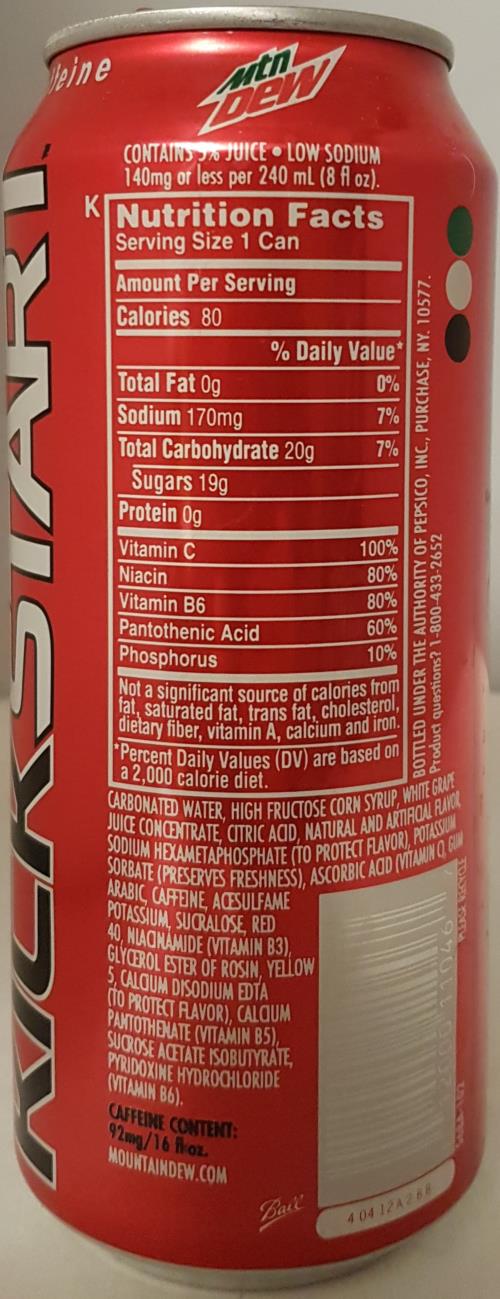 mtn
DEW
CONTAINS 5% JUICE • LOW SODIUM
140mg or less per 240 mL (8 fl oz).
K
Nutrition Facts
Serving Size 1 Can
Amount Per Serving
Calories 80
% Daily Value*
Total Fat 0g 0%
Sodium 170mg 7%
Total Carbohydrate 20g 7%
Sugars 19g
Protein 0g
Vitamin C 100%
Niacin 80%
Vitamin B6 80%
Pantothenic Acid 60%
Phosphorus 10%
Not a significant source of calories from
fat, saturated fat, trans fat, cholesterol,
dietary fiber, vitamin A, calcium and iron.
*Percent Daily Values (DV) are based on
a 2,000 calorie diet.
BOTTLED UNDER THE AUTHORITY OF PEPSICO, INC., PURCHASE, NY. 10577.
Product questions? 1-800-433-2652
CARBONATED WATER, HIGH FRUCTOSE CORN SYRUP, WHITE GRAPE
JUICE CONCENTRATE, CITRIC ACID, NATURAL AND ARTIFICIAL FLAVOR,
SODIUM HEXAMETAPHOSPHATE (TO PROTECT FLAVOR), POTASSIUM
SORBATE (PRESERVES FRESHNESS), ASCORBIC ACID (VITAMIN C), GUM
ARABIC, CAFFEINE, ACESULFAME
POTASSIUM, SUCRALOSE, RED
40, NIACINAMIDE (VITAMIN B3),
GLYCEROL ESTER OF ROSIN, YELLOW
5, CALCIUM DISODIUM EDTA
(TO PROTECT FLAVOR), CALCIUM
PANTOTHENATE (VITAMIN B5),
SUCROSE ACETATE ISOBUTYRATE,
PYRIDOXINE HYDROCHLORIDE
(VITAMIN B6).
CAFFEINE CONTENT:
92mg/16 fl oz.
MOUNTAINDEW.COM
PLEASE RECYCLE
Ball
40412A268
KICKSTART